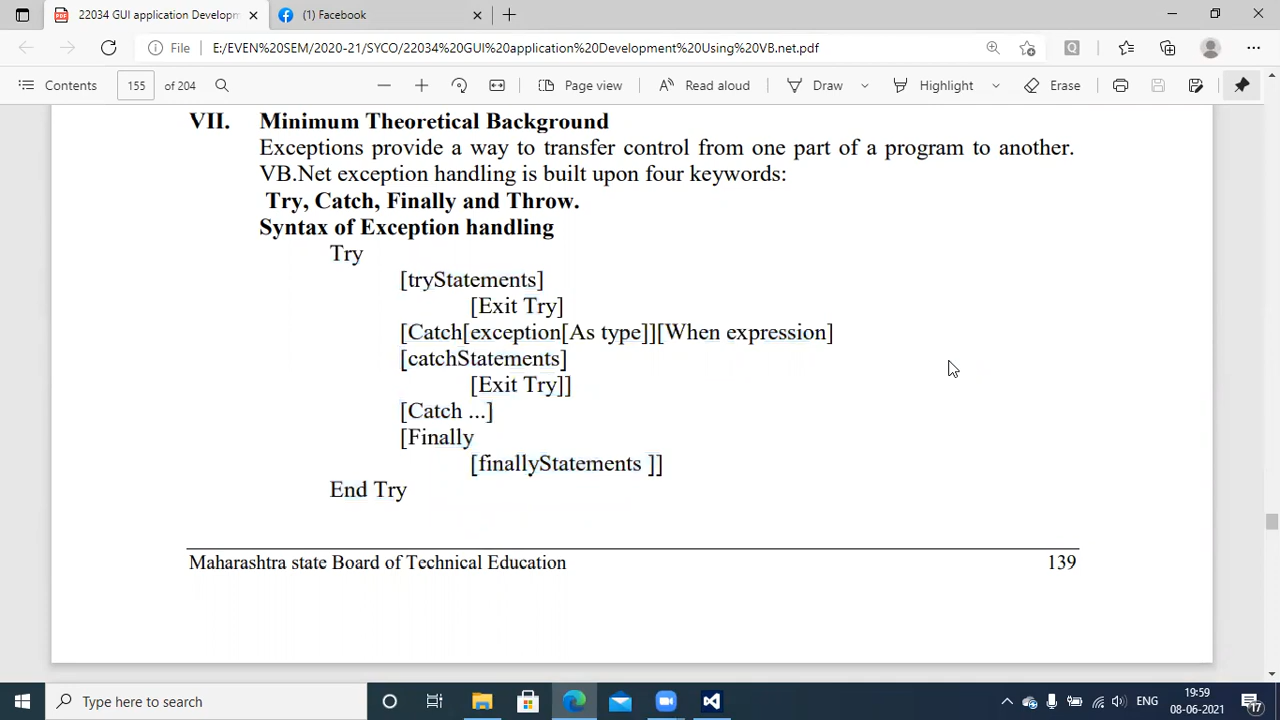 22034 GUI application Developm
(1) Facebook
File
E:/EVEN%20SEM/2020-21/SYCO/22034%20GUI%20application%20Development%20Using%20VB.net.pdf
Contents
155
of 204
Page view
Read aloud
Draw
Highlight
Erase
VII. Minimum Theoretical Background
Exceptions provide a way to transfer control from one part of a program to another.
VB.Net exception handling is built upon four keywords:
Try, Catch, Finally and Throw.
Syntax of Exception handling
Try
[tryStatements]
[Exit Try]
[Catch[exception[As type]][When expression]
[catchStatements]
[Exit Try]]
[Catch ...]
[Finally
[finallyStatements ]]
End Try
Maharashtra state Board of Technical Education 139
Type here to search
ENG
19:59
08-06-2021
17